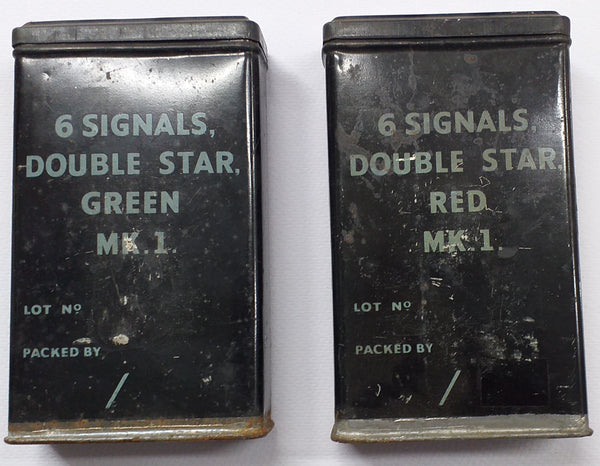 6 SIGNALS,
DOUBLE STAR,
GREEN
MK.1.
LOT Nº
PACKED BY
/
6 SIGNALS,
DOUBLE STAR,
RED
MK.1.
LOT Nº
PACKED BY
/